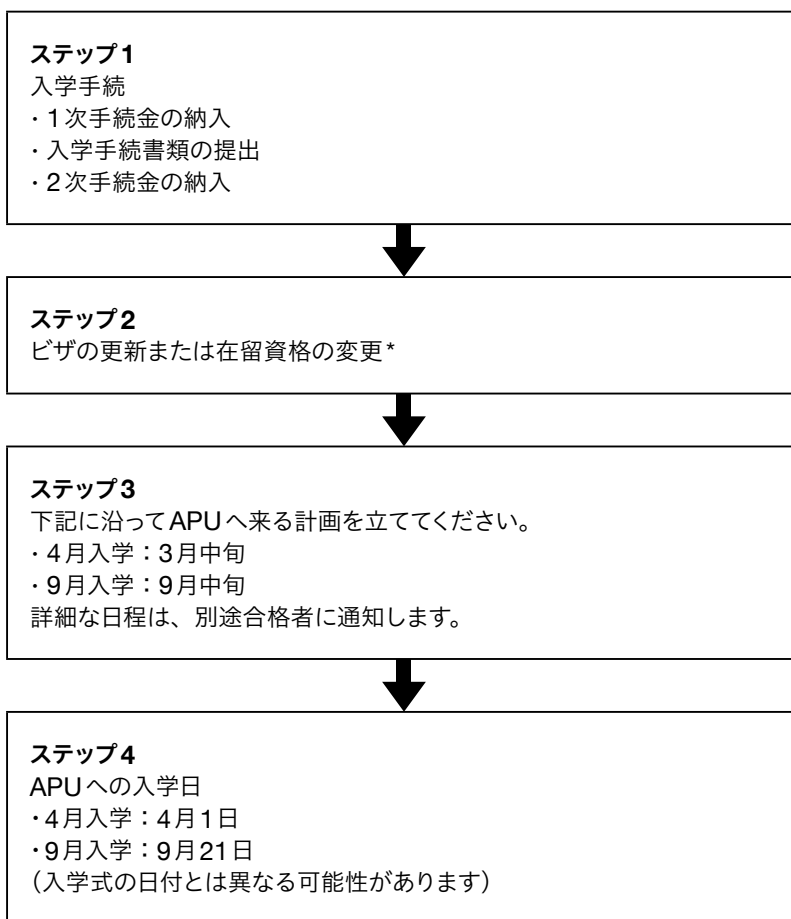 ステップ1
入学手続
・1次手続金の納入
・入学手続書類の提出
・2次手続金の納入
ステップ2
ビザの更新または在留資格の変更*
ステップ3
下記に沿ってAPUへ来る計画を立ててください。
・4月入学：3月中旬
・9月入学：9月中旬
詳細な日程は、別途合格者に通知します。
ステップ4
APUへの入学日
・4月入学：4月1日
・9月入学：9月21日
（入学式の日付とは異なる可能性があります）